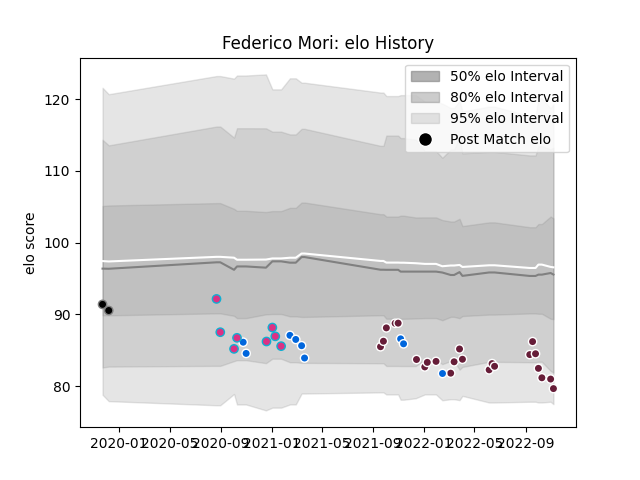 Federico Mori: elo History
50% elo Interval
80% elo Interval
95% elo Interval
Post Match elo
elo score
120
110
100
90
80
2020-01 2020-05 2020-09 2021-01 2021-05 2021-09 2022-01 2022-05 2022-09